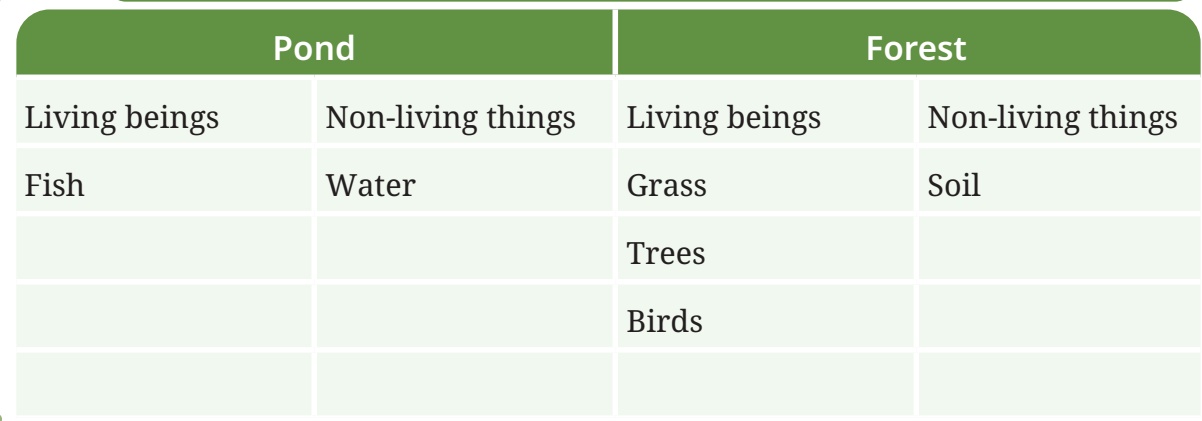 Pond Forest
Living beings Non-living things Living beings Non-living things
Fish Water Grass Soil
Trees
Birds